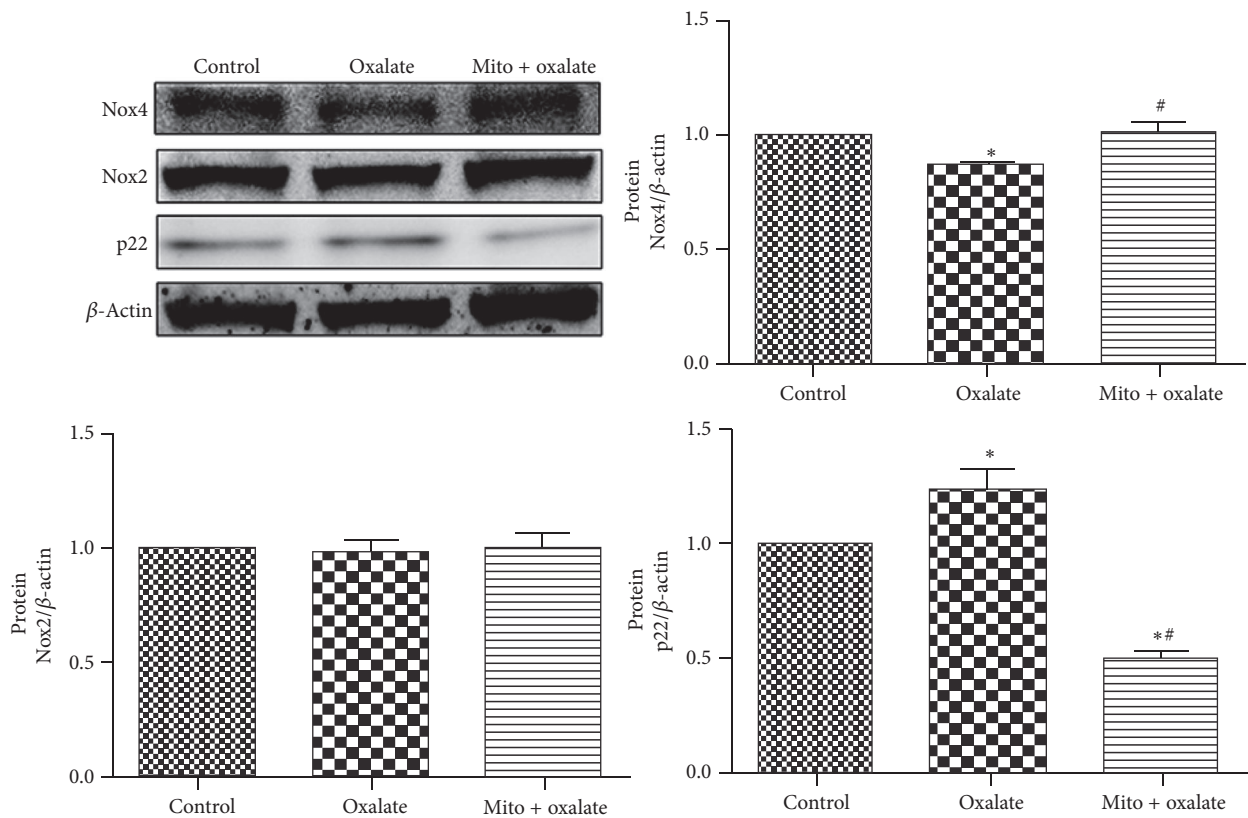 Control Oxalate Mito + oxalate
Nox4
Nox2
p22
β-Actin
Protein
Nox4/β-actin
1.5
1.0
0.5
0.0
*
#
Control Oxalate Mito + oxalate
Protein
Nox2/β-actin
1.5
1.0
0.5
0.0
Control Oxalate Mito + oxalate
Protein
p22/β-actin
1.5
1.0
0.5
0.0
*
*#
Control Oxalate Mito + oxalate